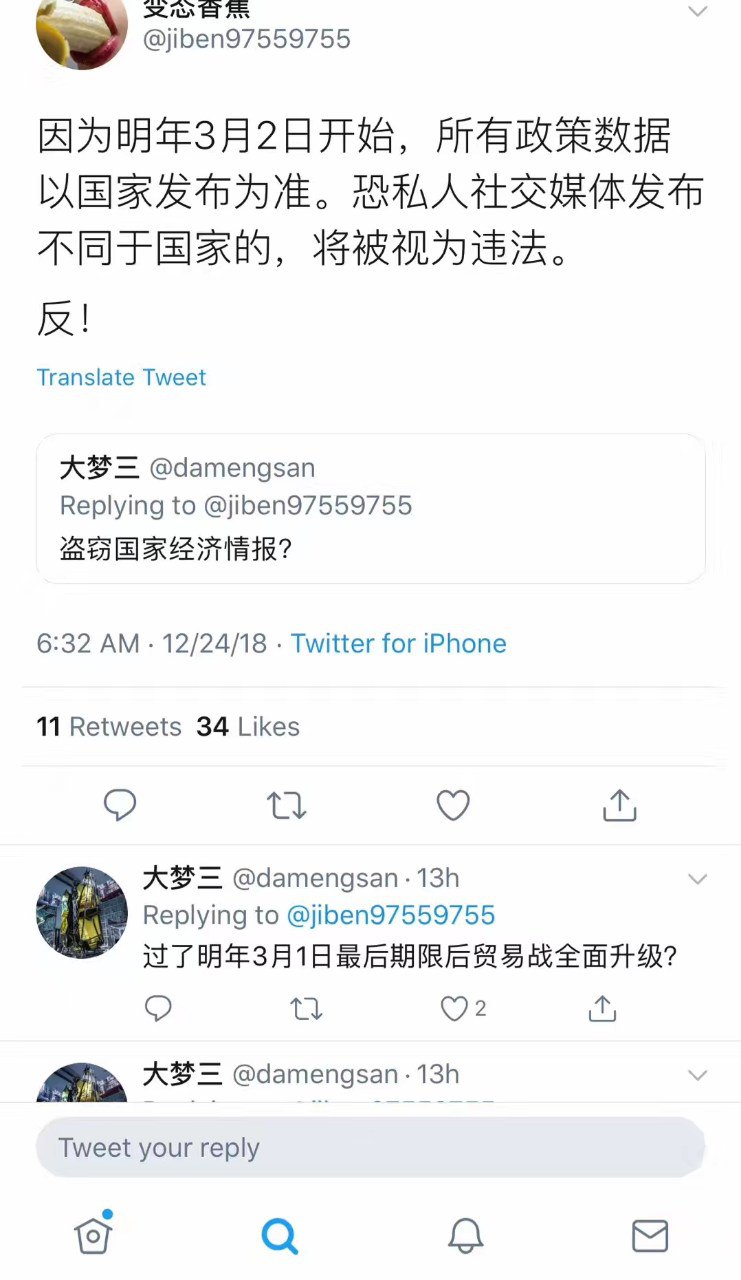 变态香蕉
@jiben97559755
因为明年3月2日开始，所有政策数据
以国家发布为准。恐私人社交媒体发布
不同于国家的，将被视为违法。
反！
Translate Tweet
大梦三 @damengsan
Replying to @jiben97559755
盗窃国家经济情报?
6:32 AM · 12/24/18 · Twitter for iPhone
11 Retweets 34 Likes
大梦三 @damengsan · 13h
Replying to @jiben97559755
过了明年3月1日最后期限后贸易战全面升级?
2
大梦三 @damengsan · 13h
Tweet your reply